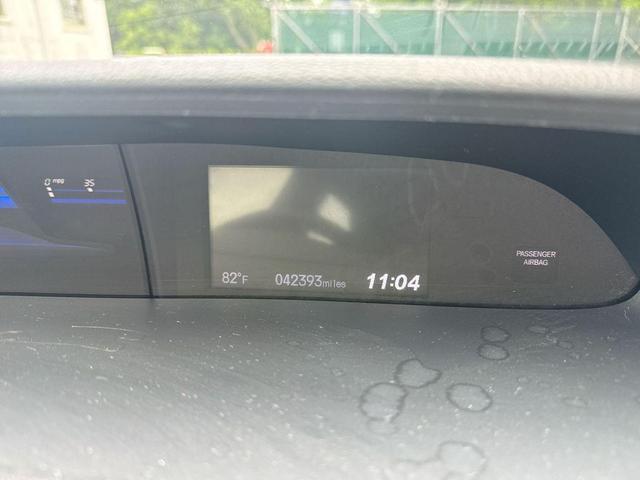 0 mpg 35
PASSENGER
AIRBAG
82°F 042393miles 11:04